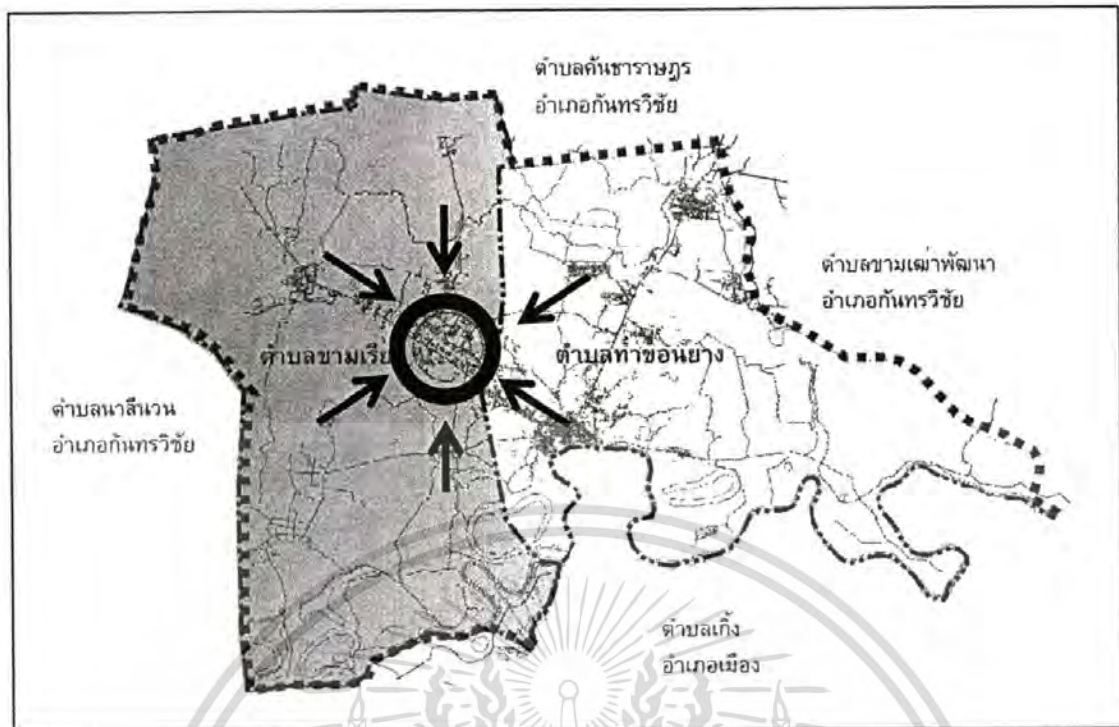 ตำบลคันธาราษฎร
อำเภอกันทรวิชัย
ตำบลขามเฒ่าพัฒนา
อำเภอกันทรวิชัย
ตำบลขามเรีย
ตำบลท่าขอนยาง
ตำบลนาสีนวน
อำเภอกันทรวิชัย
ตำบลเกิ้ง
อำเภอเมือง